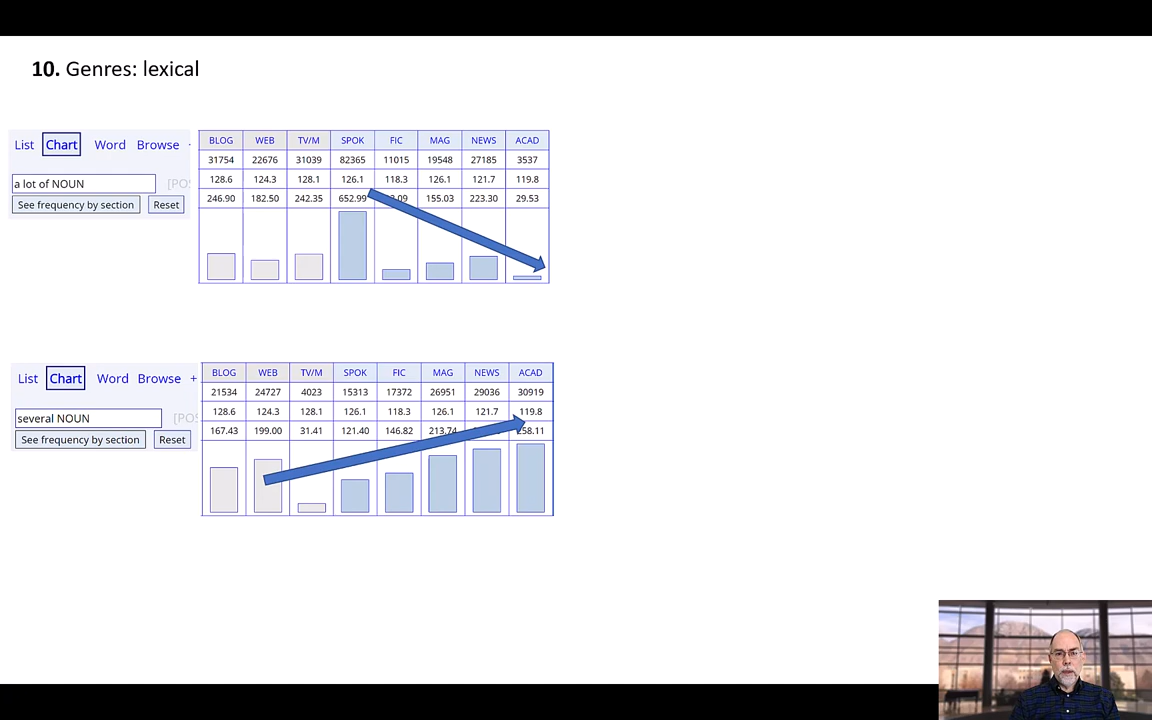 10. Genres: lexical
List Chart Word Browse
a lot of NOUN [POS
See frequency by section Reset
BLOG WEB TV/M SPOK FIC MAG NEWS ACAD
31754 22676 31039 82365 11015 19548 27185 3537
128.6 124.3 128.1 126.1 118.3 126.1 121.7 119.8
246.90 182.50 242.35 652.99 155.03 223.30 29.53
List Chart Word Browse +
several NOUN [POS
See frequency by section Reset
BLOG WEB TV/M SPOK FIC MAG NEWS ACAD
21534 24727 4023 15313 17372 26951 29036 30919
128.6 124.3 128.1 126.1 118.3 126.1 121.7 119.8
167.43 199.00 31.41 121.40 146.82 213.74 258.11